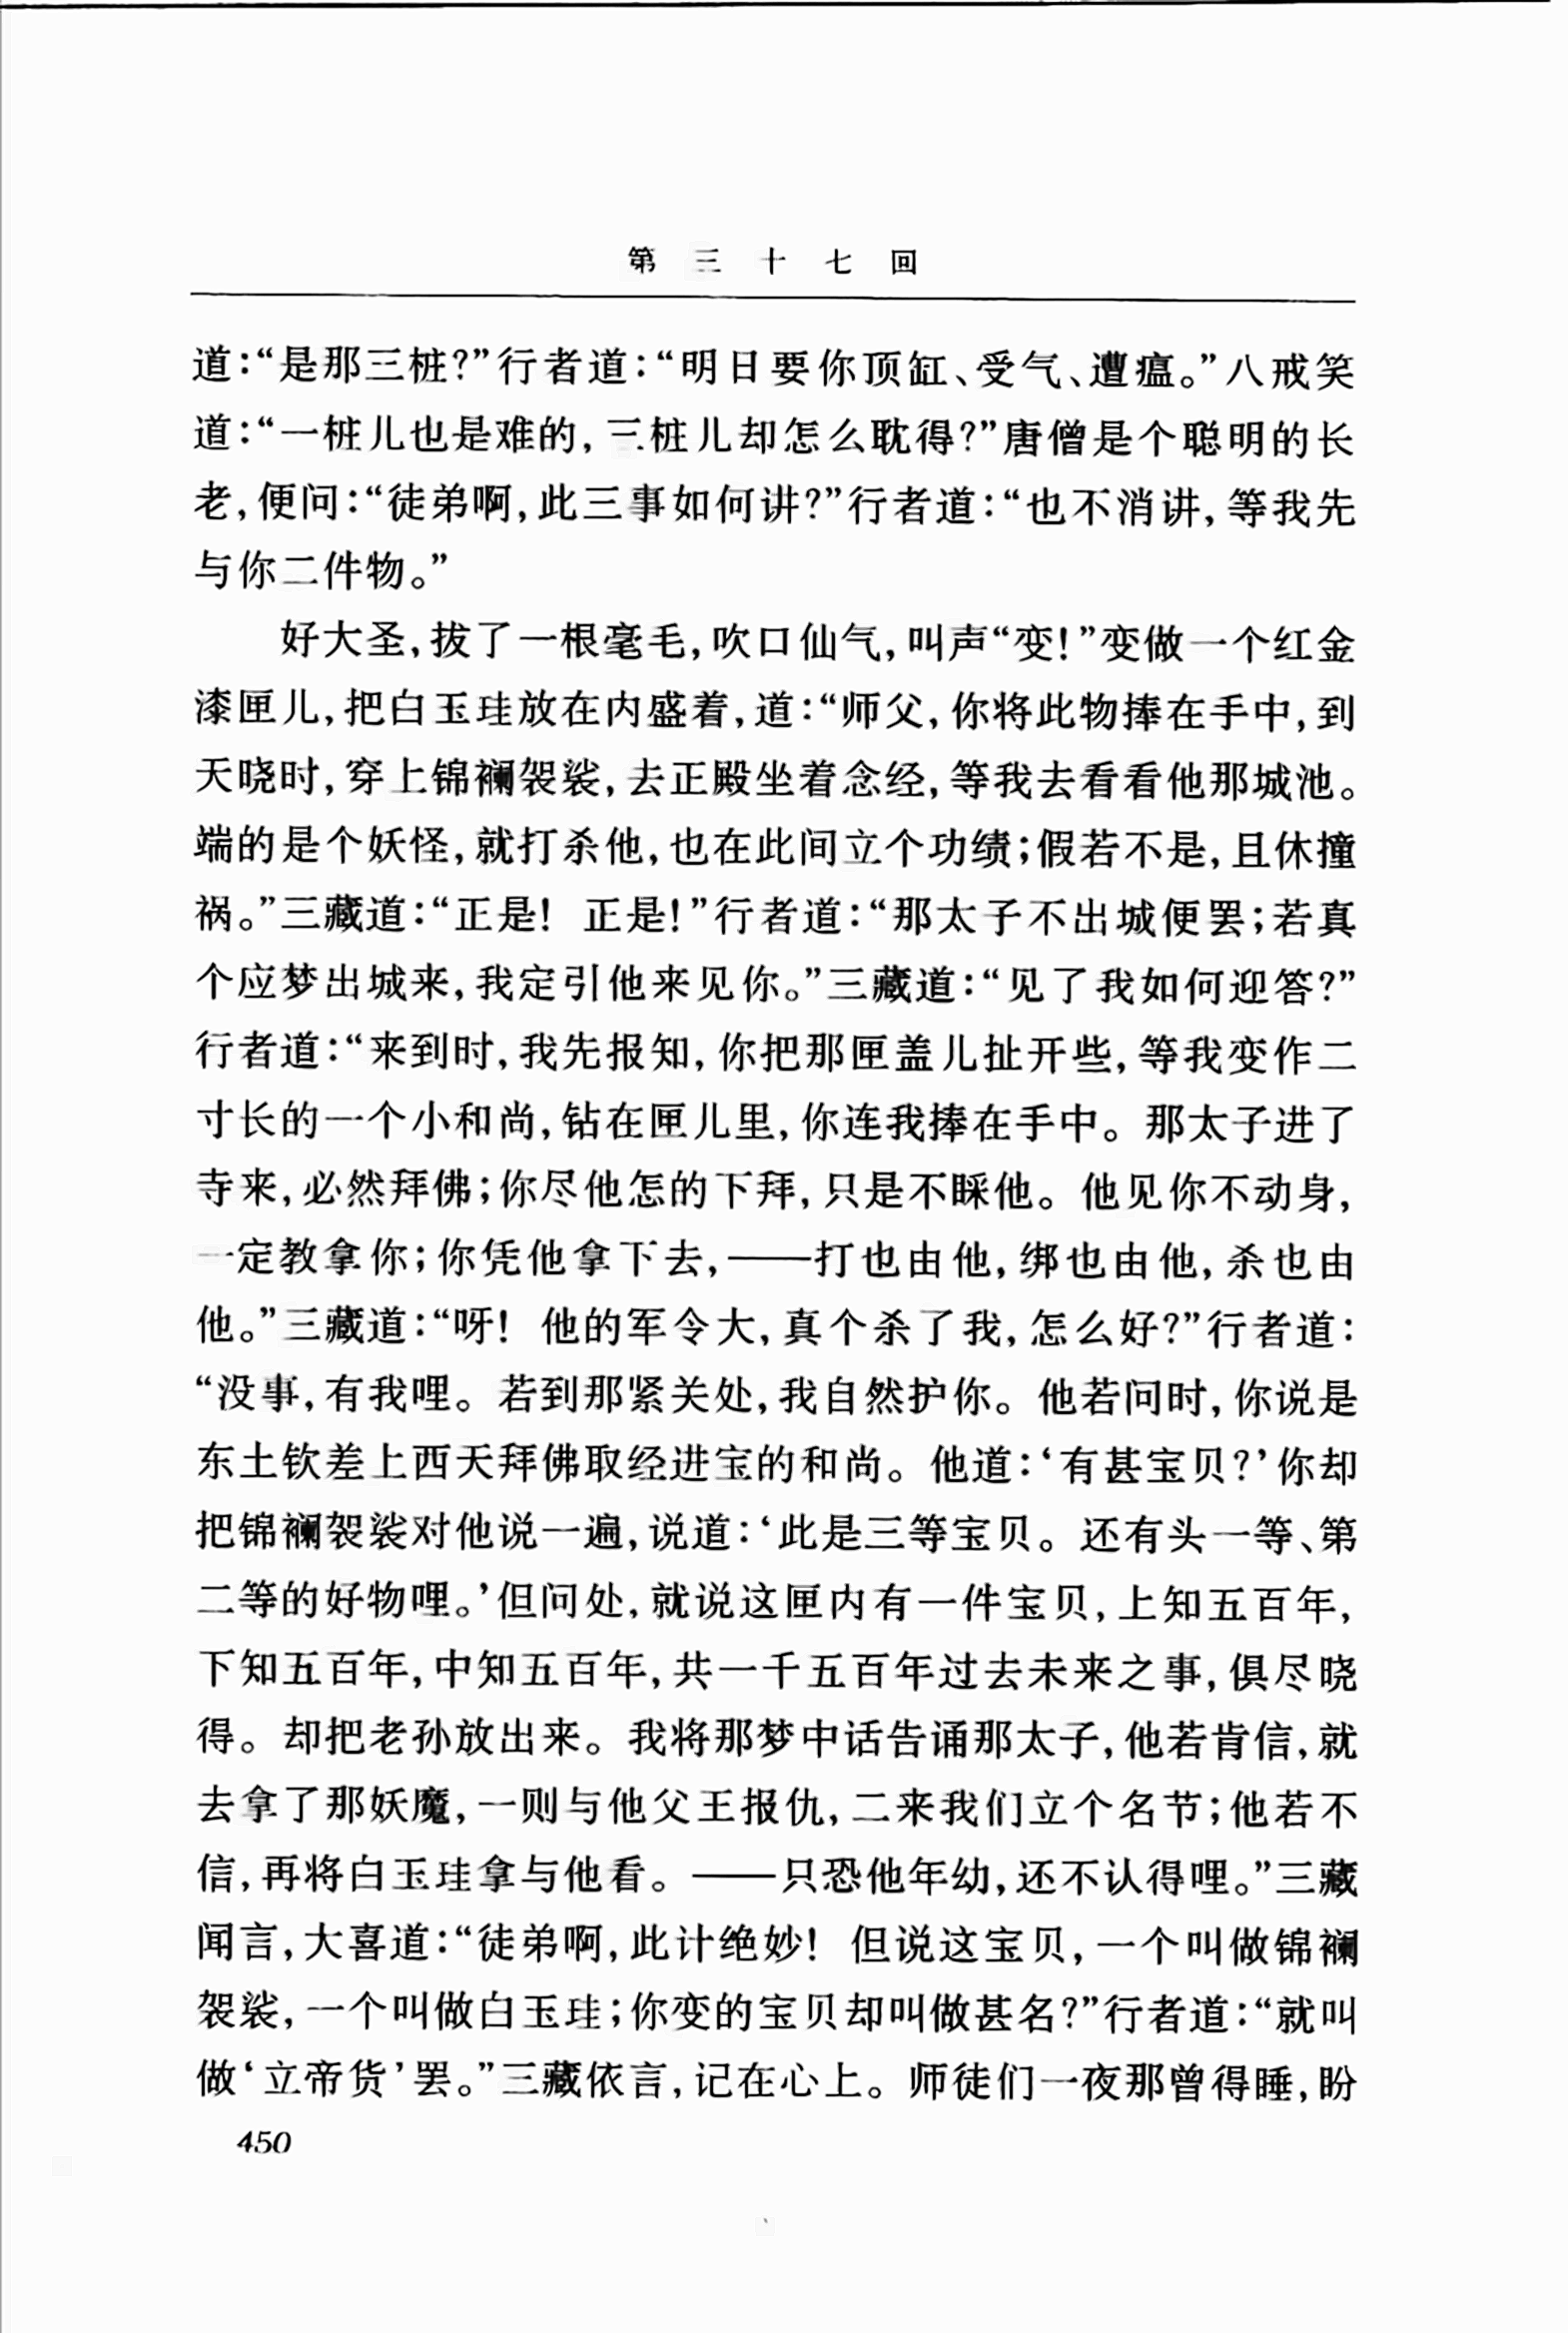 第三十七回
道：“是那三桩？”行者道：“明日要你顶缸、受气、遭瘟。”八戒笑
道：“一桩儿也是难的，三桩儿却怎么耽得？”唐僧是个聪明的长
老，便问：“徒弟啊，此三事如何讲？”行者道：“也不消讲，等我先
与你二件物。”
好大圣，拔了一根毫毛，吹口仙气，叫声“变！”变做一个红金
漆匣儿，把白玉珪放在内盛着，道：“师父，你将此物捧在手中，到
天晓时，穿上锦襕袈裟，去正殿坐着念经，等我去看看他那城池。
端的是个妖怪，就打杀他，也在此间立个功绩；假若不是，且休撞
祸。”三藏道：“正是！正是！”行者道：“那太子不出城便罢；若真
个应梦出城来，我定引他来见你。”三藏道：“见了我如何迎答？”
行者道：“来到时，我先报知，你把那匣盖儿扯开些，等我变作二
寸长的一个小和尚，钻在匣儿里，你连我捧在手中。那太子进了
寺来，必然拜佛；你尽他怎的下拜，只是不睬他。他见你不动身，
一定教拿你；你凭他拿下去，——打也由他，绑也由他，杀也由
他。”三藏道：“呀！他的军令大，真个杀了我，怎么好？”行者道：
“没事，有我哩。若到那紧关处，我自然护你。他若问时，你说是
东土钦差上西天拜佛取经进宝的和尚。他道：‘有甚宝贝？’你却
把锦襕袈裟对他说一遍，说道：‘此是三等宝贝。还有头一等、第
二等的好物哩。’但问处，就说这匣内有一件宝贝，上知五百年，
下知五百年，中知五百年，共一千五百年过去未来之事，俱尽晓
得。却把老孙放出来。我将那梦中话告诵那太子，他若肯信，就
去拿了那妖魔，一则与他父王报仇，二来我们立个名节；他若不
信，再将白玉珪拿与他看。——只恐他年幼，还不认得哩。”三藏
闻言，大喜道：“徒弟啊，此计绝妙！但说这宝贝，一个叫做锦襕
袈裟，一个叫做白玉珪；你变的宝贝却叫做甚名？”行者道：“就叫
做‘立帝货’罢。”三藏依言，记在心上。师徒们一夜那曾得睡，盼
450